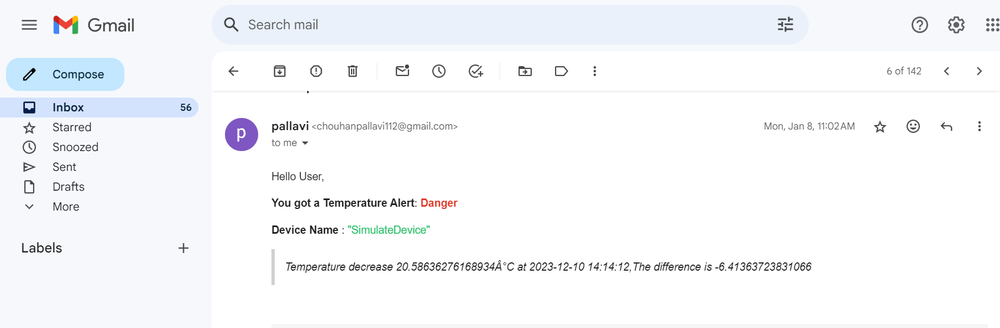 Gmail
Search mail
Compose
6 of 142
Inbox 56
Starred
Snoozed
Sent
Drafts
More
Labels
p
pallavi <chouhanpallavi112@gmail.com>
Mon, Jan 8, 11:02 AM
to me
Hello User,
You got a Temperature Alert: Danger
Device Name : "SimulateDevice"
Temperature decrease 20.58636276168934Â°C at 2023-12-10 14:14:12,The difference is -6.41363723831066